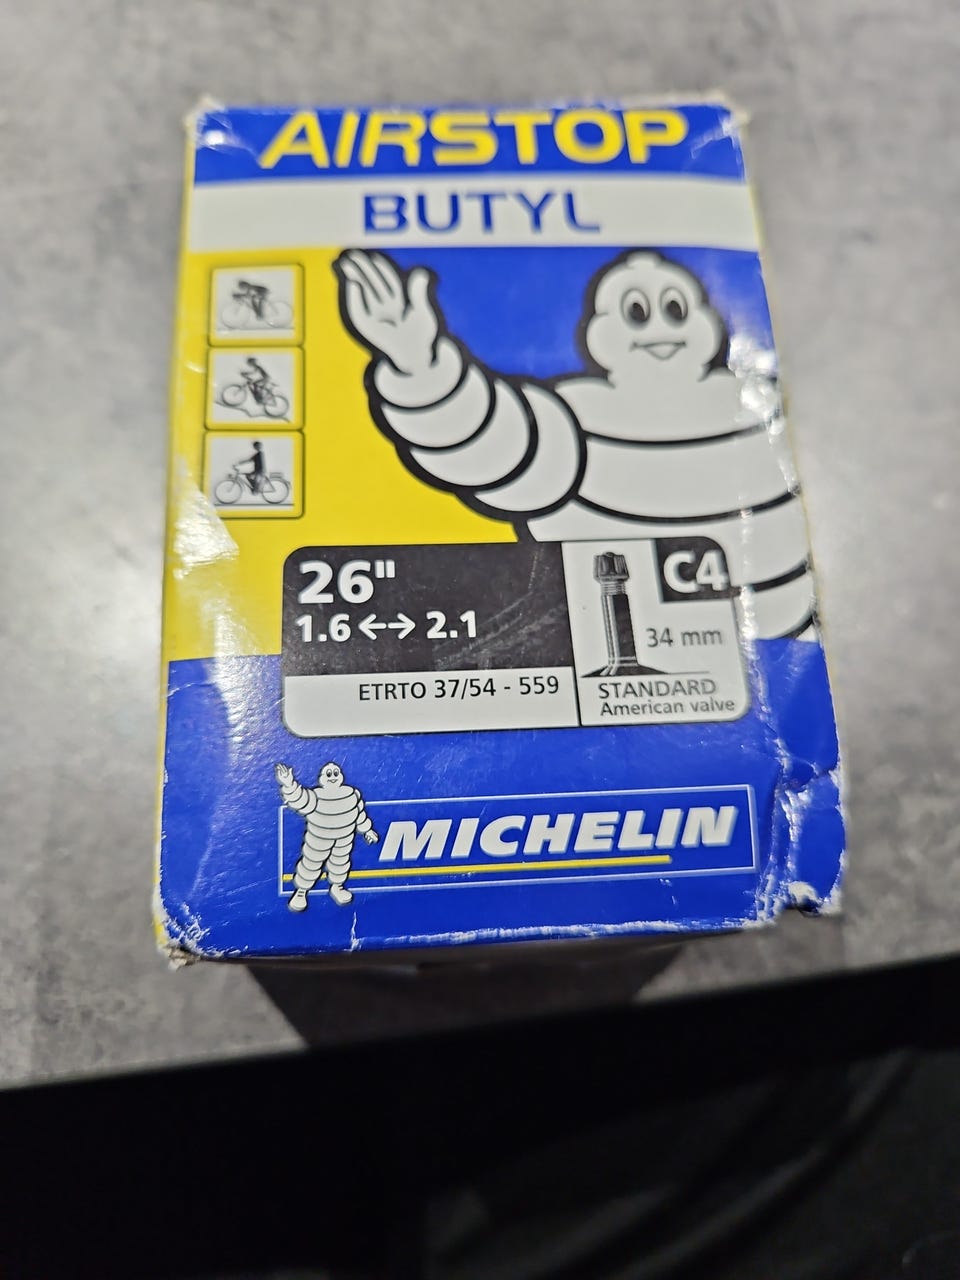 AIRSTOP
BUTYL
26"
1.6 ↔ 2.1
ETRTO 37/54 - 559
C4
34 mm
STANDARD
American valve
MICHELIN